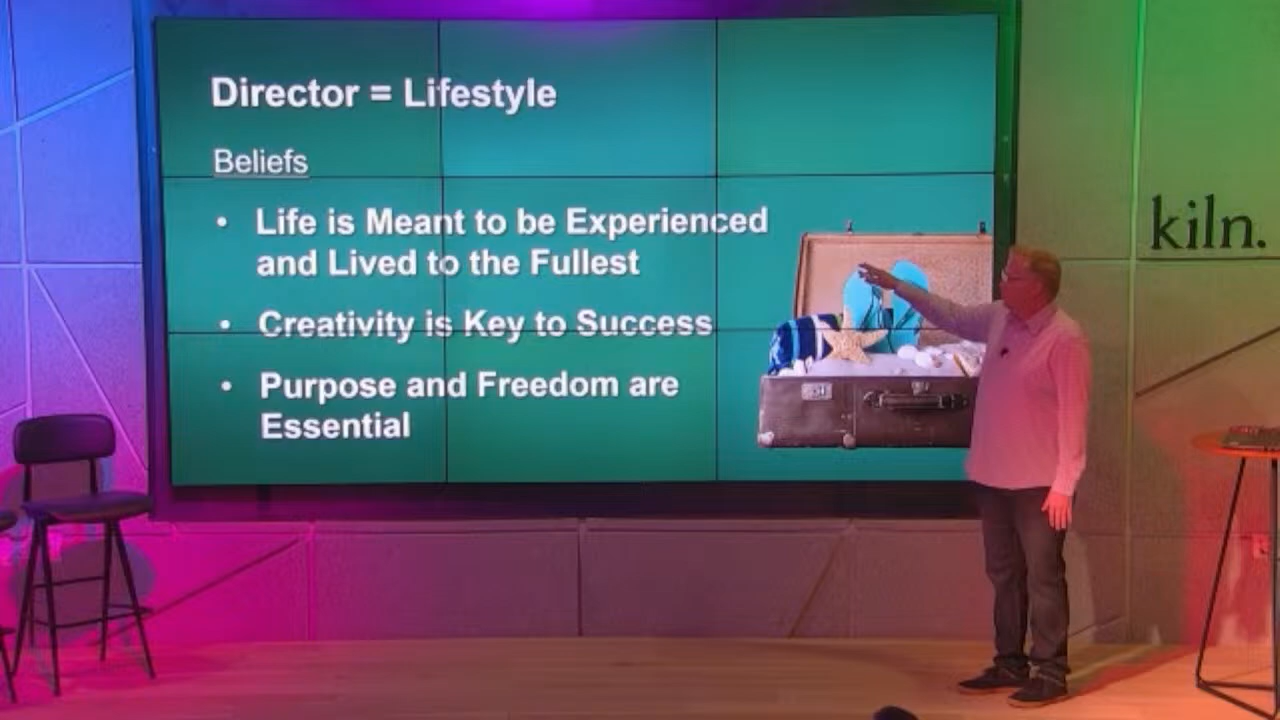 Director = Lifestyle
Beliefs
• Life is Meant to be Experienced
and Lived to the Fullest
• Creativity is Key to Success
• Purpose and Freedom are
Essential
kiln.